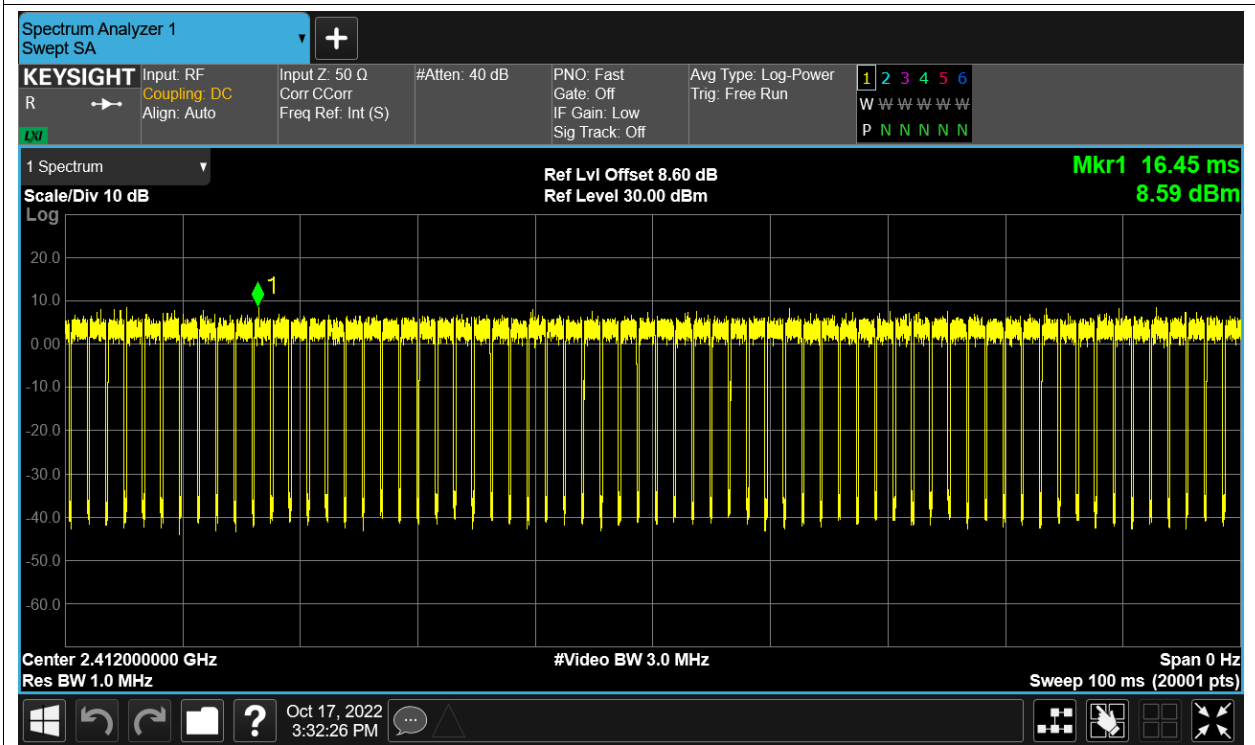 Spectrum Analyzer 1
Swept SA
KEYSIGHT
R
LXI
Input: RF
Coupling: DC
Align: Auto
Input Z: 50 Ω
Corr CCorr
Freq Ref: Int (S)
#Atten: 40 dB
PNO: Fast
Gate: Off
IF Gain: Low
Sig Track: Off
Avg Type: Log-Power
Trig: Free Run
1 2 3 4 5 6
W W W W W W
P N N N N N
1 Spectrum
Scale/Div 10 dB
Ref Lvl Offset 8.60 dB
Ref Level 30.00 dBm
Mkr1 16.45 ms
8.59 dBm
Log
20.0
1
10.0
0.00
-10.0
-20.0
-30.0
-40.0
-50.0
-60.0
Center 2.412000000 GHz
Res BW 1.0 MHz
#Video BW 3.0 MHz
Span 0 Hz
Sweep 100 ms (20001 pts)
?
Oct 17, 2022
3:32:26 PM